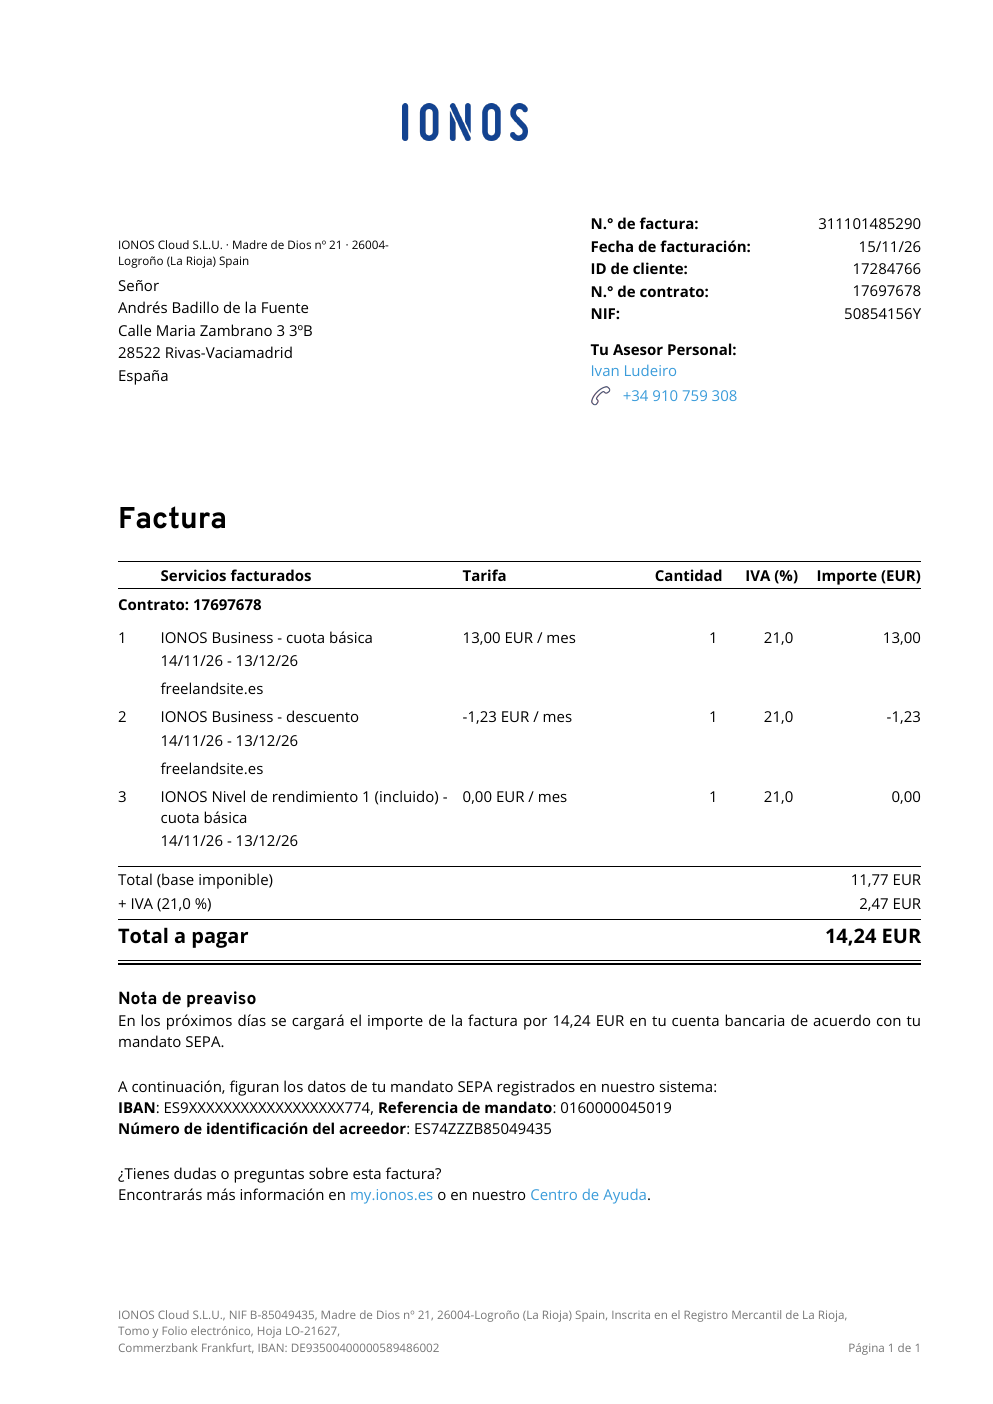 IONOS
IONOS Cloud S.L.U. · Madre de Dios nº 21 · 26004-
Logroño (La Rioja) Spain
Señor
Andrés Badillo de la Fuente
Calle Maria Zambrano 3 3ºB
28522 Rivas-Vaciamadrid
España
N.° de factura: 311101485290
Fecha de facturación: 15/11/26
ID de cliente: 17284766
N.° de contrato: 17697678
NIF: 50854156Y
Tu Asesor Personal:
Ivan Ludeiro
+34 910 759 308
Factura
Servicios facturados Tarifa Cantidad IVA (%) Importe (EUR)
Contrato: 17697678
1 IONOS Business - cuota básica 13,00 EUR / mes 1 21,0 13,00
14/11/26 - 13/12/26
freelandsite.es
2 IONOS Business - descuento -1,23 EUR / mes 1 21,0 -1,23
14/11/26 - 13/12/26
freelandsite.es
3 IONOS Nivel de rendimiento 1 (incluido) - 0,00 EUR / mes 1 21,0 0,00
cuota básica
14/11/26 - 13/12/26
Total (base imponible) 11,77 EUR
+ IVA (21,0 %) 2,47 EUR
Total a pagar 14,24 EUR
Nota de preaviso
En los próximos días se cargará el importe de la factura por 14,24 EUR en tu cuenta bancaria de acuerdo con tu
mandato SEPA.
A continuación, figuran los datos de tu mandato SEPA registrados en nuestro sistema:
IBAN: ES9XXXXXXXXXXXXXXXXXX774, Referencia de mandato: 0160000045019
Número de identificación del acreedor: ES74ZZZB85049435
¿Tienes dudas o preguntas sobre esta factura?
Encontrarás más información en my.ionos.es o en nuestro Centro de Ayuda.
IONOS Cloud S.L.U., NIF B-85049435, Madre de Dios nº 21, 26004-Logroño (La Rioja) Spain, Inscrita en el Registro Mercantil de La Rioja,
Tomo y Folio electrónico, Hoja LO-21627,
Commerzbank Frankfurt, IBAN: DE93500400000589486002 Página 1 de 1